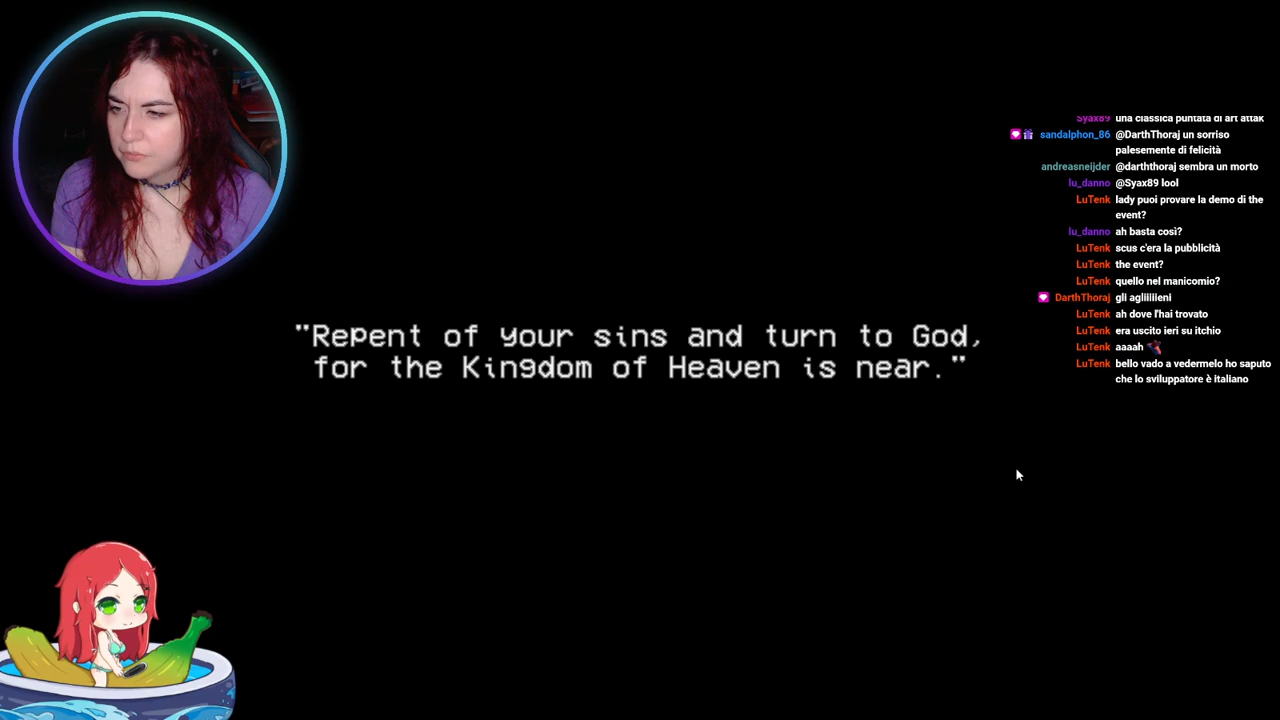 "Repent of your sins and turn to God,
for the Kingdom of Heaven is near."
Syax89 una classica puntata di art attak
sandalphon_86 @DarthThoraj un sorriso
palesemente di felicità
andreasneijder @darththoraj sembra un morto
lu_danno @Syax89 lool
LuTenk lady puoi provare la demo di the
event?
lu_danno ah basta così?
LuTenk scus c'era la pubblicità
LuTenk the event?
LuTenk quello nel manicomio?
DarthThoraj gli agliiiiileni
LuTenk ah dove l'hai trovato
LuTenk era uscito ieri su itchio
LuTenk aaaah
LuTenk bello vado a vedermelo ho saputo
che lo sviluppatore è italiano